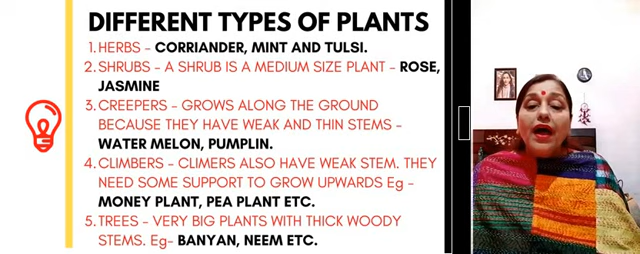 DIFFERENT TYPES OF PLANTS
1. HERBS – CORRIANDER, MINT AND TULSI.
2. SHRUBS – A SHRUB IS A MEDIUM SIZE PLANT – ROSE,
JASMINE
3. CREEPERS – GROWS ALONG THE GROUND
BECAUSE THEY HAVE WEAK AND THIN STEMS –
WATER MELON, PUMPLIN.
4. CLIMBERS – CLIMERS ALSO HAVE WEAK STEM. THEY
NEED SOME SUPPORT TO GROW UPWARDS Eg –
MONEY PLANT, PEA PLANT ETC.
5. TREES – VERY BIG PLANTS WITH THICK WOODY
STEMS. Eg- BANYAN, NEEM ETC.